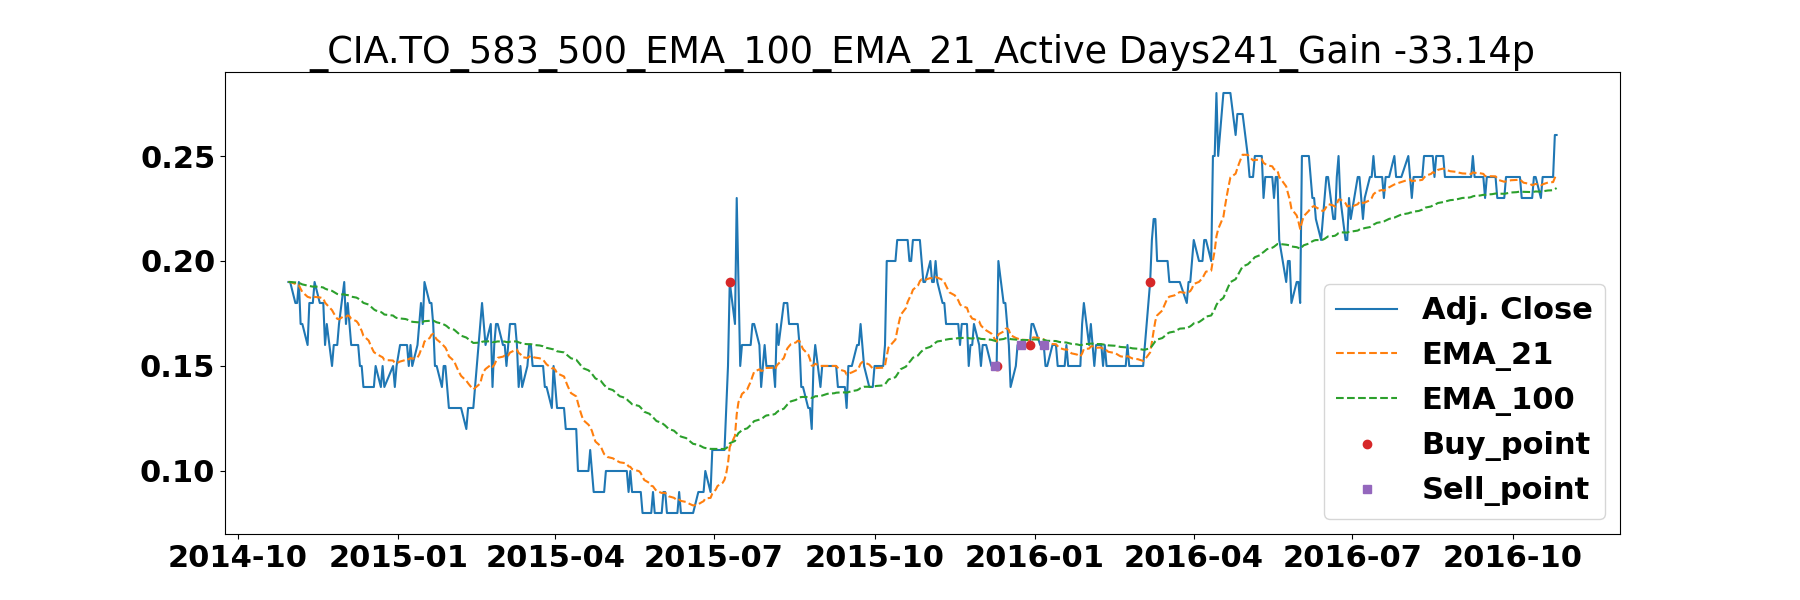 _CIA.TO_583_500_EMA_100_EMA_21_Active Days241_Gain -33.14p
0.25
0.20
0.15
0.10
2014-10 2015-01 2015-04 2015-07 2015-10 2016-01 2016-04 2016-07 2016-10
Adj. Close
EMA_21
EMA_100
Buy_point
Sell_point